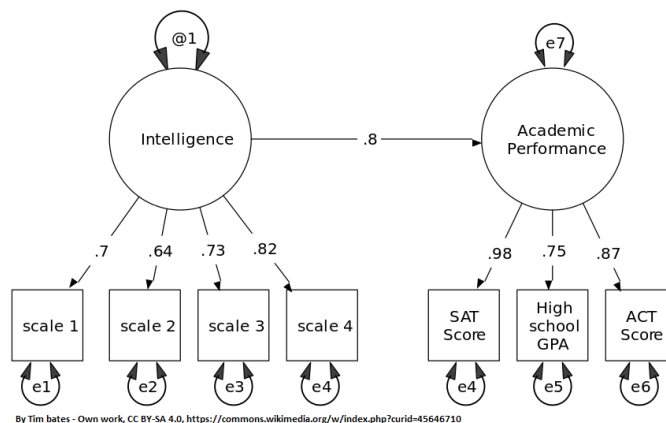 @1
e7
Intelligence
.8
Academic
Performance
.7
.64
.73
.82
.98
.75
.87
scale 1
scale 2
scale 3
scale 4
SAT
Score
High
school
GPA
ACT
Score
e1
e2
e3
e4
e4
e5
e6
By Tim bates - Own work, CC BY-SA 4.0, https://commons.wikimedia.org/w/index.php?curid=45646710